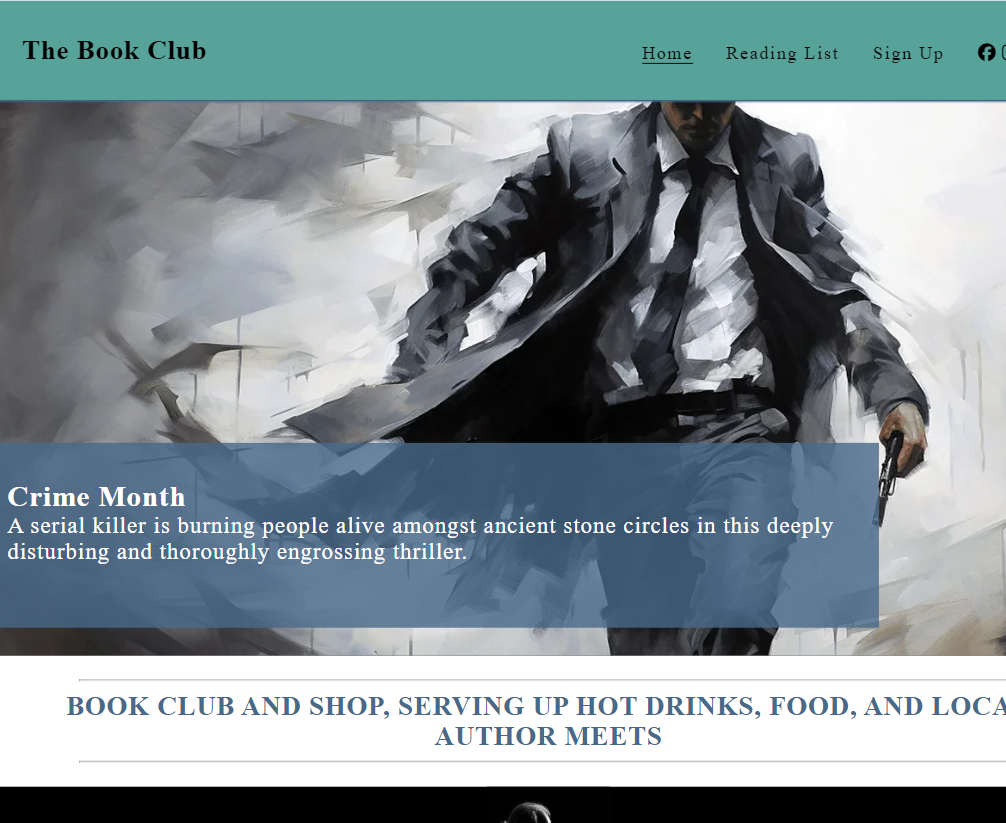 The Book Club
Home Reading List Sign Up
Crime Month
A serial killer is burning people alive amongst ancient stone circles in this deeply
disturbing and thoroughly engrossing thriller.
BOOK CLUB AND SHOP, SERVING UP HOT DRINKS, FOOD, AND LOCA
AUTHOR MEETS